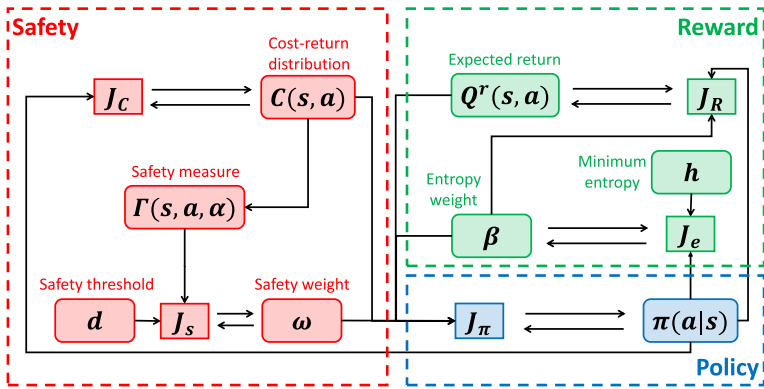 Safety
Reward
Cost-return
distribution
Expected return
J_C
C(s, a)
Q^r(s, a)
J_R
Safety measure
Γ(s, a, α)
Entropy
weight
Minimum
entropy
h
β
J_e
Safety threshold
Safety weight
d
J_s
ω
J_π
π(a|s)
Policy